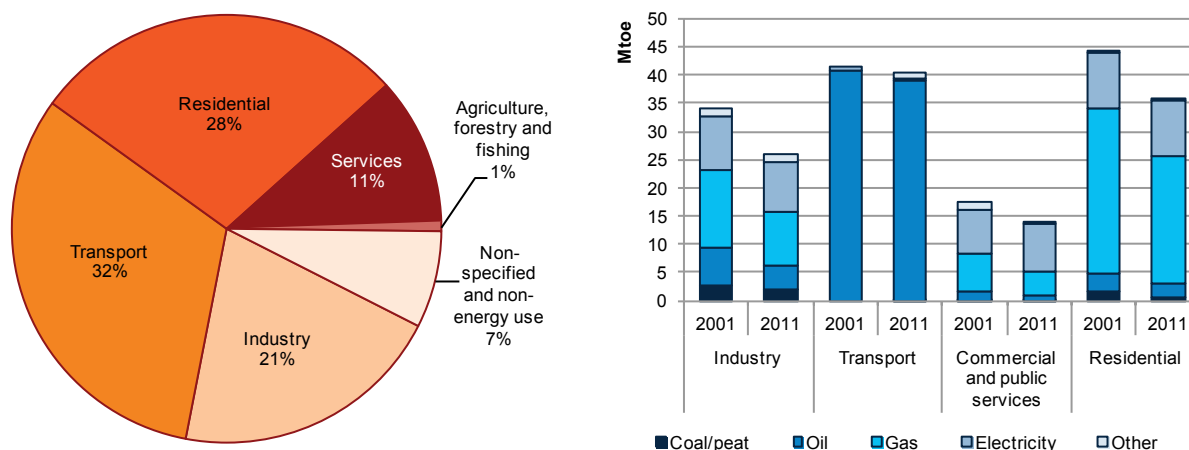 Residential
28%
Services
11%
Agriculture,
forestry and
fishing
1%
Transport
32%
Non-
specified
and non-
energy use
7%
Industry
21%
Mtoe
50
45
40
35
30
25
20
15
10
5
0
2001 2011 2001 2011 2001 2011 2001 2011
Industry Transport Commercial and public services Residential
Coal/peat Oil Gas Electricity Other